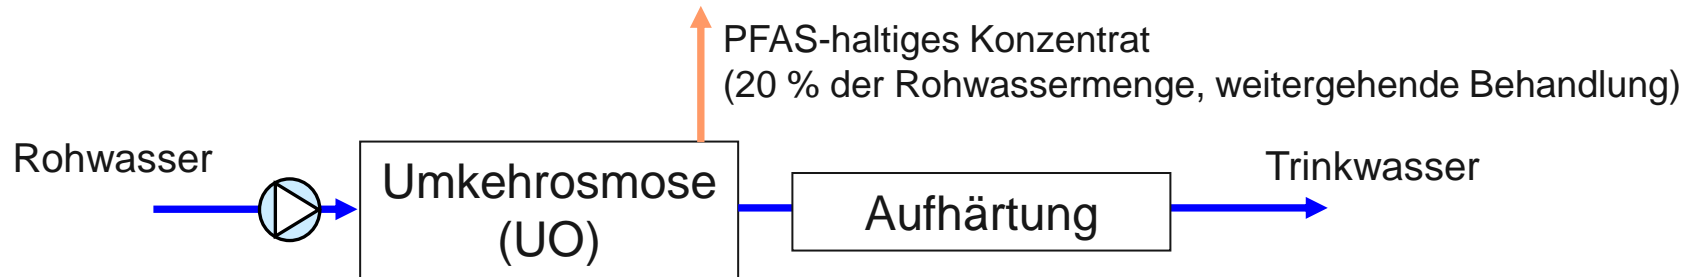 PFAS-haltiges Konzentrat
(20 % der Rohwassermenge, weitergehende Behandlung)
Rohwasser
Umkehrosmose
(UO)
Aufhärtung
Trinkwasser